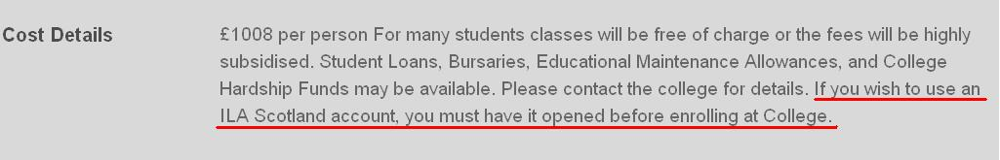 Cost Details £1008 per person For many students classes will be free of charge or the fees will be highly
subsidised. Student Loans, Bursaries, Educational Maintenance Allowances, and College
Hardship Funds may be available. Please contact the college for details. If you wish to use an
ILA Scotland account, you must have it opened before enrolling at College.